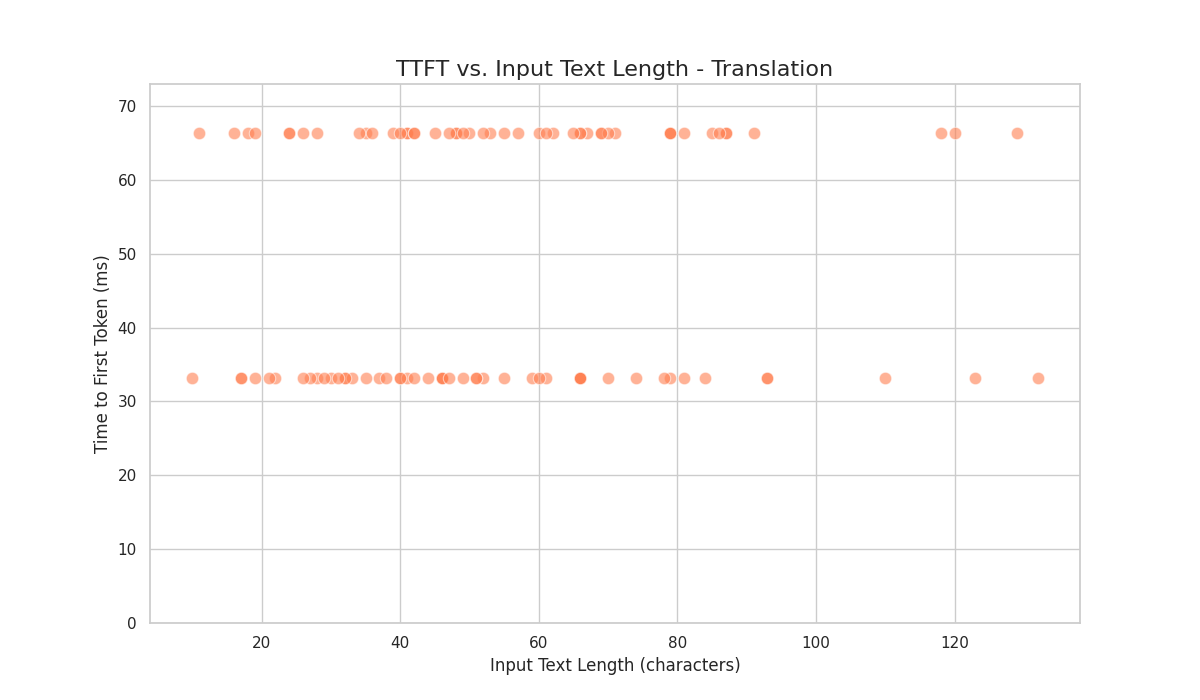 TTFT vs. Input Text Length - Translation
Time to First Token (ms)
70
60
50
40
30
20
10
0
20 40 60 80 100 120
Input Text Length (characters)